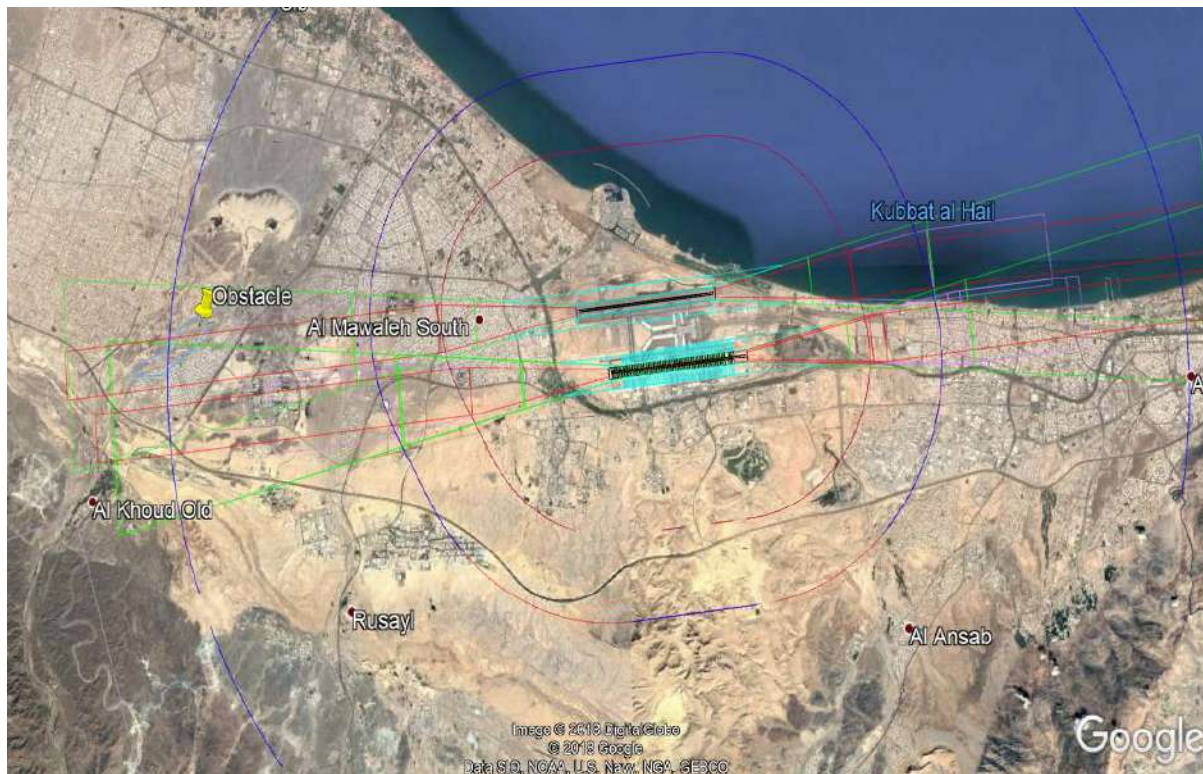 Kubbat al Hail
Obstacle
Al Mawaleh South
A
Al Khoud Old
Rusayl
Al Ansab
Image © 2018 DigitalGlobe
© 2018 Google
Data SIO, NOAA, U.S. Navy, NGA, GEBCO
Google